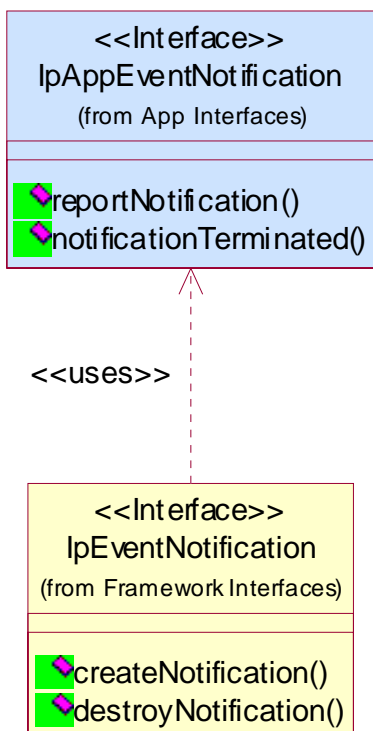 <<Interface>>
IpAppEventNotification
(from App Interfaces)
reportNotification()
notificationTerminated()
<<uses>>
<<Interface>>
IpEventNotification
(from Framework Interfaces)
createNotification()
destroyNotification()